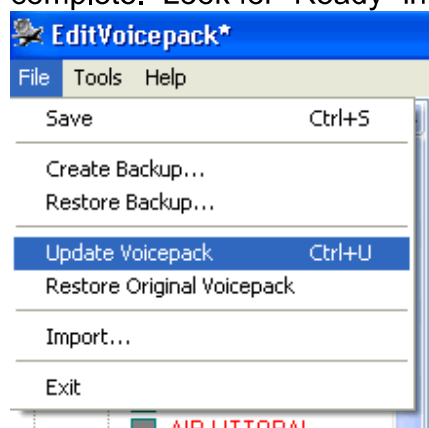 complete. Look for "Ready" in
EditVoicepack*
File Tools Help
Save Ctrl+S
Create Backup...
Restore Backup...
Update Voicepack Ctrl+U
Restore Original Voicepack
Import...
Exit
AIR LITTORAL